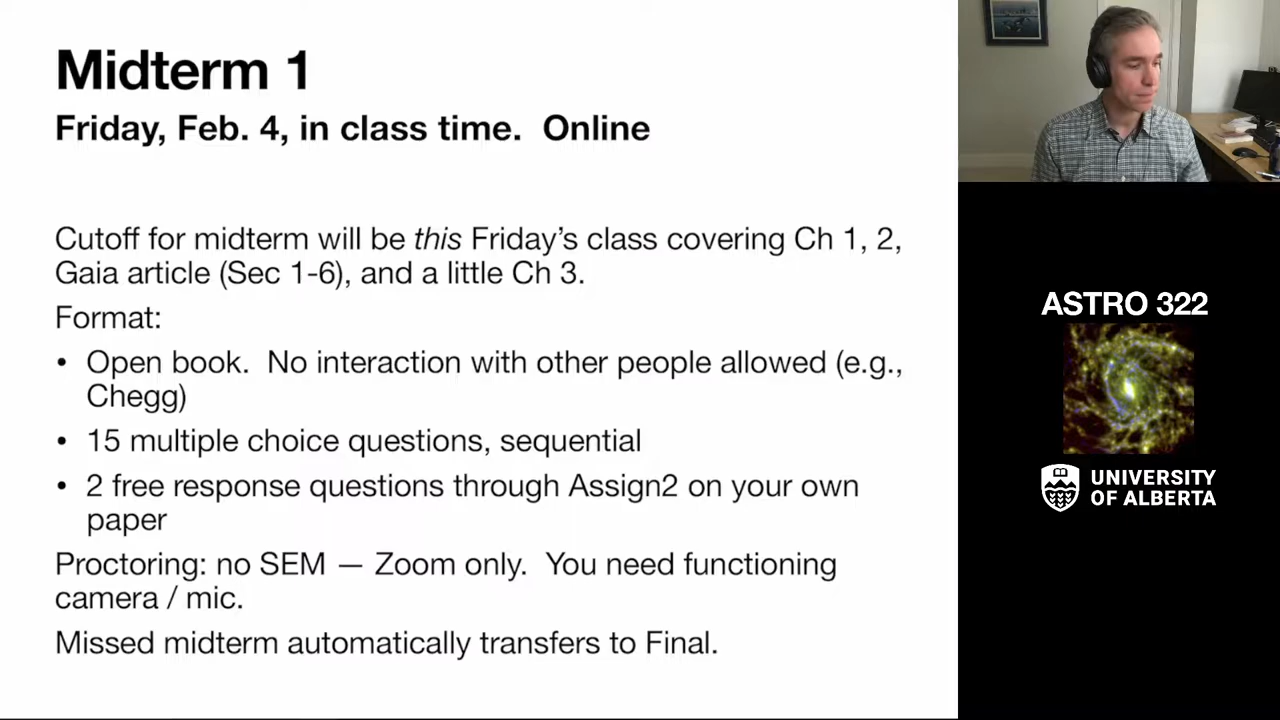 Midterm 1
Friday, Feb. 4, in class time.  Online
Cutoff for midterm will be this Friday's class covering Ch 1, 2,
Gaia article (Sec 1-6), and a little Ch 3.
Format:
• Open book.  No interaction with other people allowed (e.g.,
Chegg)
• 15 multiple choice questions, sequential
• 2 free response questions through Assign2 on your own
paper
Proctoring: no SEM — Zoom only.  You need functioning
camera / mic.
Missed midterm automatically transfers to Final.
ASTRO 322
UNIVERSITY
OF ALBERTA